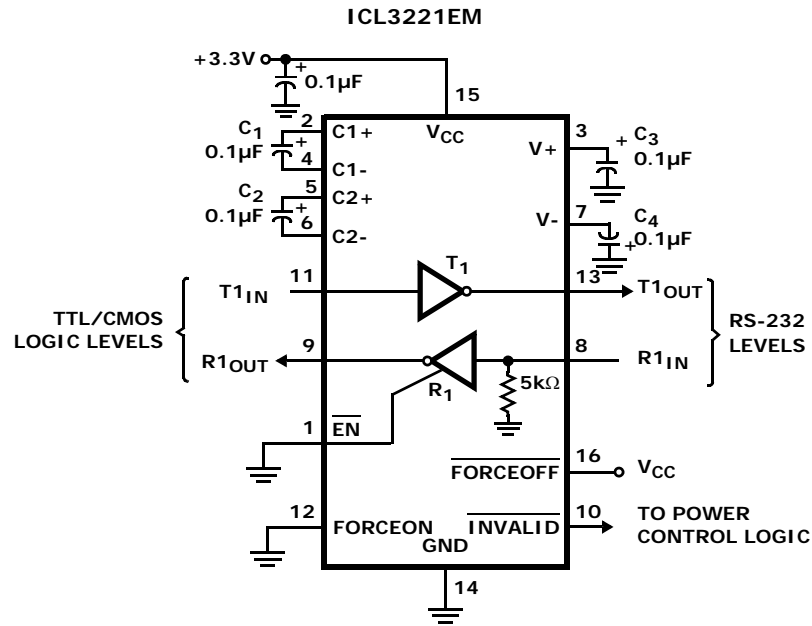 ICL3221EM
+3.3V
+
0.1µF
15
2
C1+
VCC
3
C1
0.1µF
+
4
C1-
V+
+
C3
0.1µF
5
C2
0.1µF
+
C2+
6
C2-
V-
7
C4
0.1µF
+
T1
T1IN
11
13
T1OUT
TTL/CMOS
LOGIC LEVELS
RS-232
LEVELS
R1OUT
9
8
R1IN
R1
5kΩ
1
EN
FORCEOFF
16
VCC
12
FORCEON
INVALID
10
TO POWER
CONTROL LOGIC
GND
14